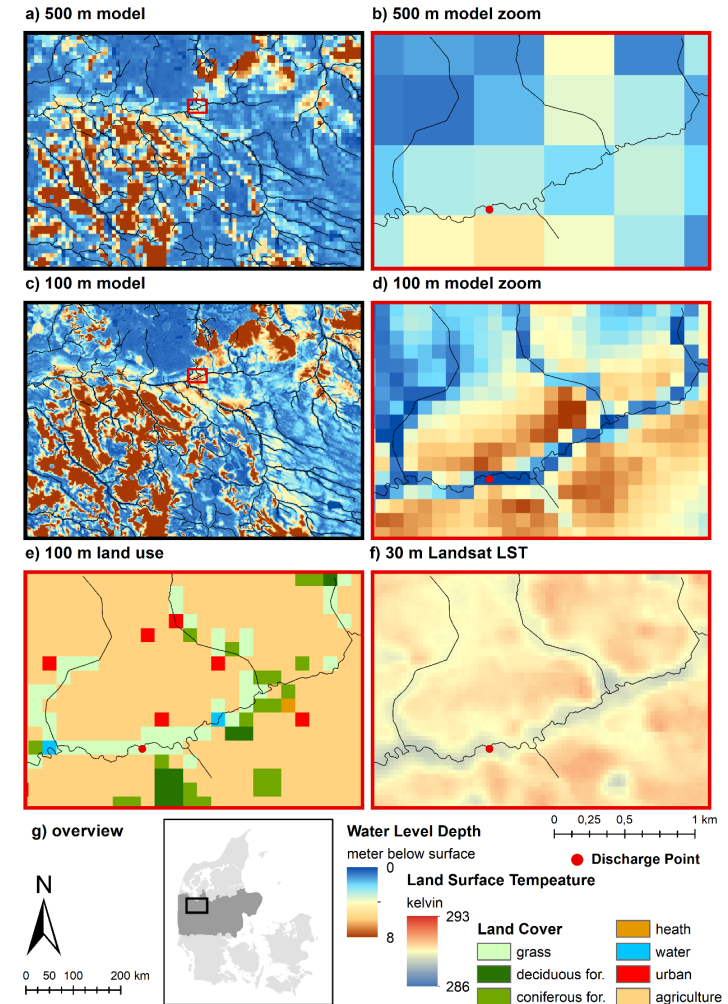 a) 500 m model
b) 500 m model zoom
c) 100 m model
d) 100 m model zoom
e) 100 m land use
f) 30 m Landsat LST
0 0,25 0,5 1 km
Discharge Point
g) overview
N
0 50 100 200 km
Water Level Depth
meter below surface
0
8
Land Surface Tempeature
kelvin
293
286
Land Cover
grass
deciduous for.
coniferous for.
heath
water
urban
agriculture